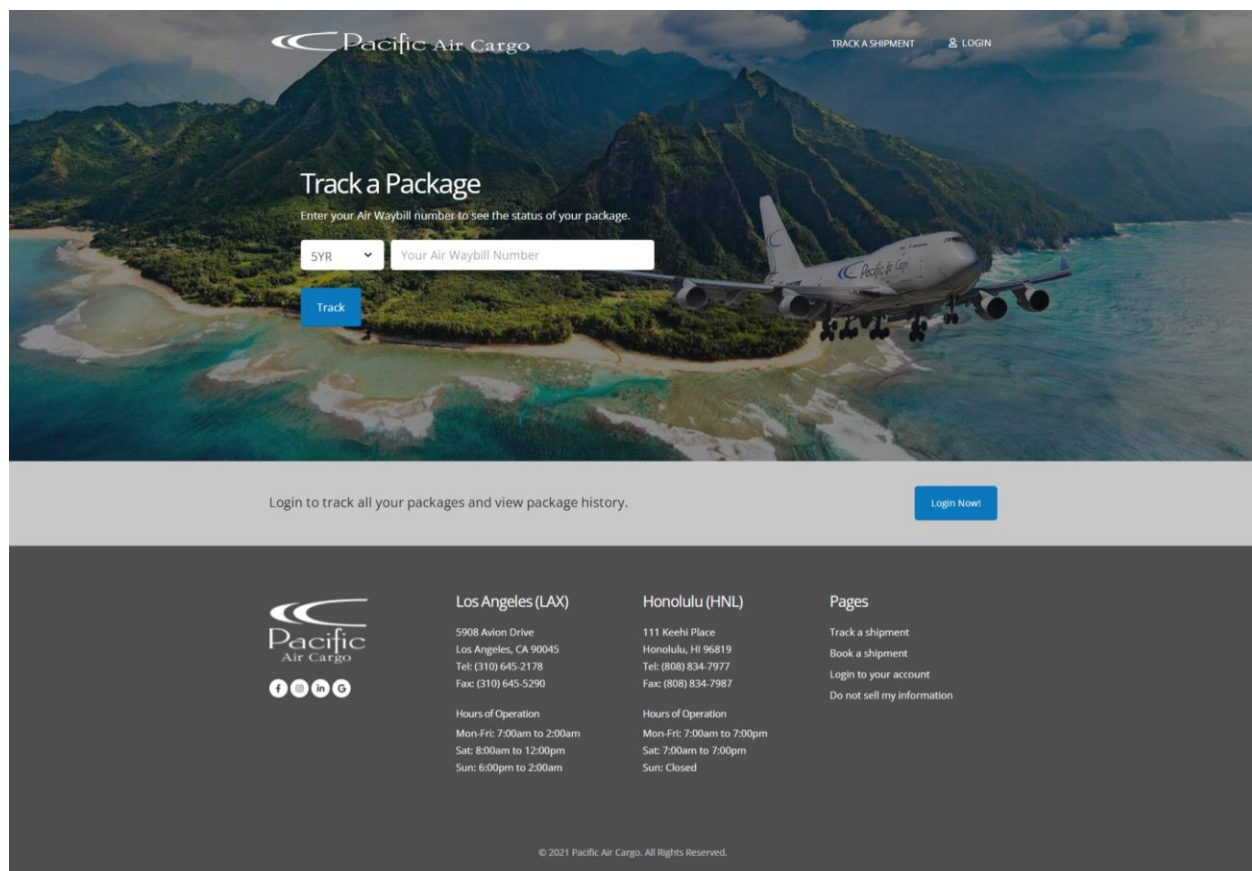 Pacific Air Cargo
TRACK A SHIPMENT
LOGIN
Track a Package
Enter your Air Waybill number to see the status of your package.
5YR
Your Air Waybill Number
Track
Pacific Air Cargo
Login to track all your packages and view package history.
Login Now!
Pacific
Air Cargo
Los Angeles (LAX)
5908 Avion Drive
Los Angeles, CA 90045
Tel: (310) 645-2178
Fax: (310) 645-5290
Hours of Operation
Mon-Fri: 7:00am to 2:00am
Sat: 8:00am to 12:00pm
Sun: 6:00pm to 2:00am
Honolulu (HNL)
111 Keehi Place
Honolulu, HI 96819
Tel: (808) 834-7977
Fax: (808) 834-7987
Hours of Operation
Mon-Fri: 7:00am to 7:00pm
Sat: 7:00am to 7:00pm
Sun: Closed
Pages
Track a shipment
Book a shipment
Login to your account
Do not sell my information
© 2021 Pacific Air Cargo. All Rights Reserved.